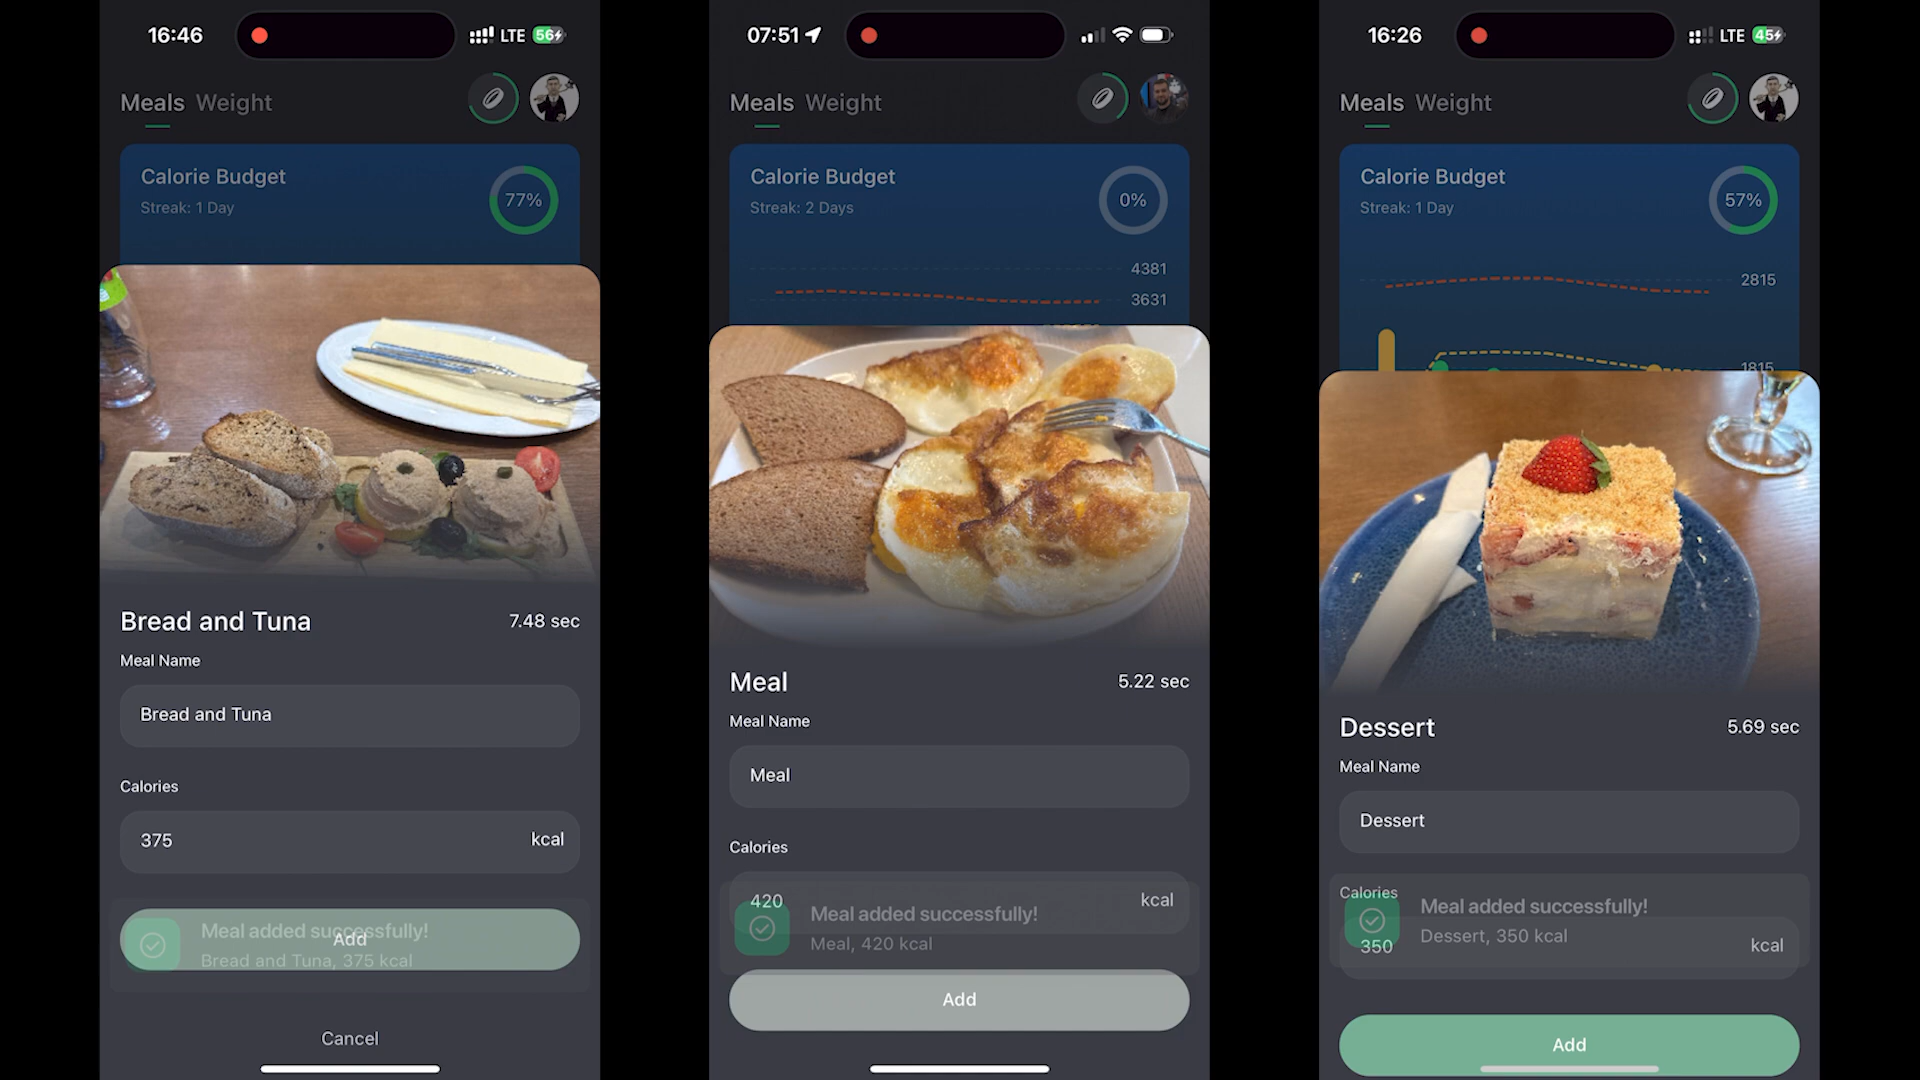 16:46
LTE 56
Meals Weight
Calorie Budget
77%
Streak: 1 Day
Bread and Tuna
7.48 sec
Meal Name
Bread and Tuna
Calories
375 kcal
Meal added successfully!
Add
Bread and Tuna, 375 kcal
Cancel
07:51
Meals Weight
Calorie Budget
0%
Streak: 2 Days
4381
3631
Meal
5.22 sec
Meal Name
Meal
Calories
420 kcal
Meal added successfully!
Meal, 420 kcal
Add
16:26
LTE 45
Meals Weight
Calorie Budget
57%
Streak: 1 Day
2815
1815
Dessert
5.69 sec
Meal Name
Dessert
Calories
Meal added successfully!
Dessert, 350 kcal
350 kcal
Add